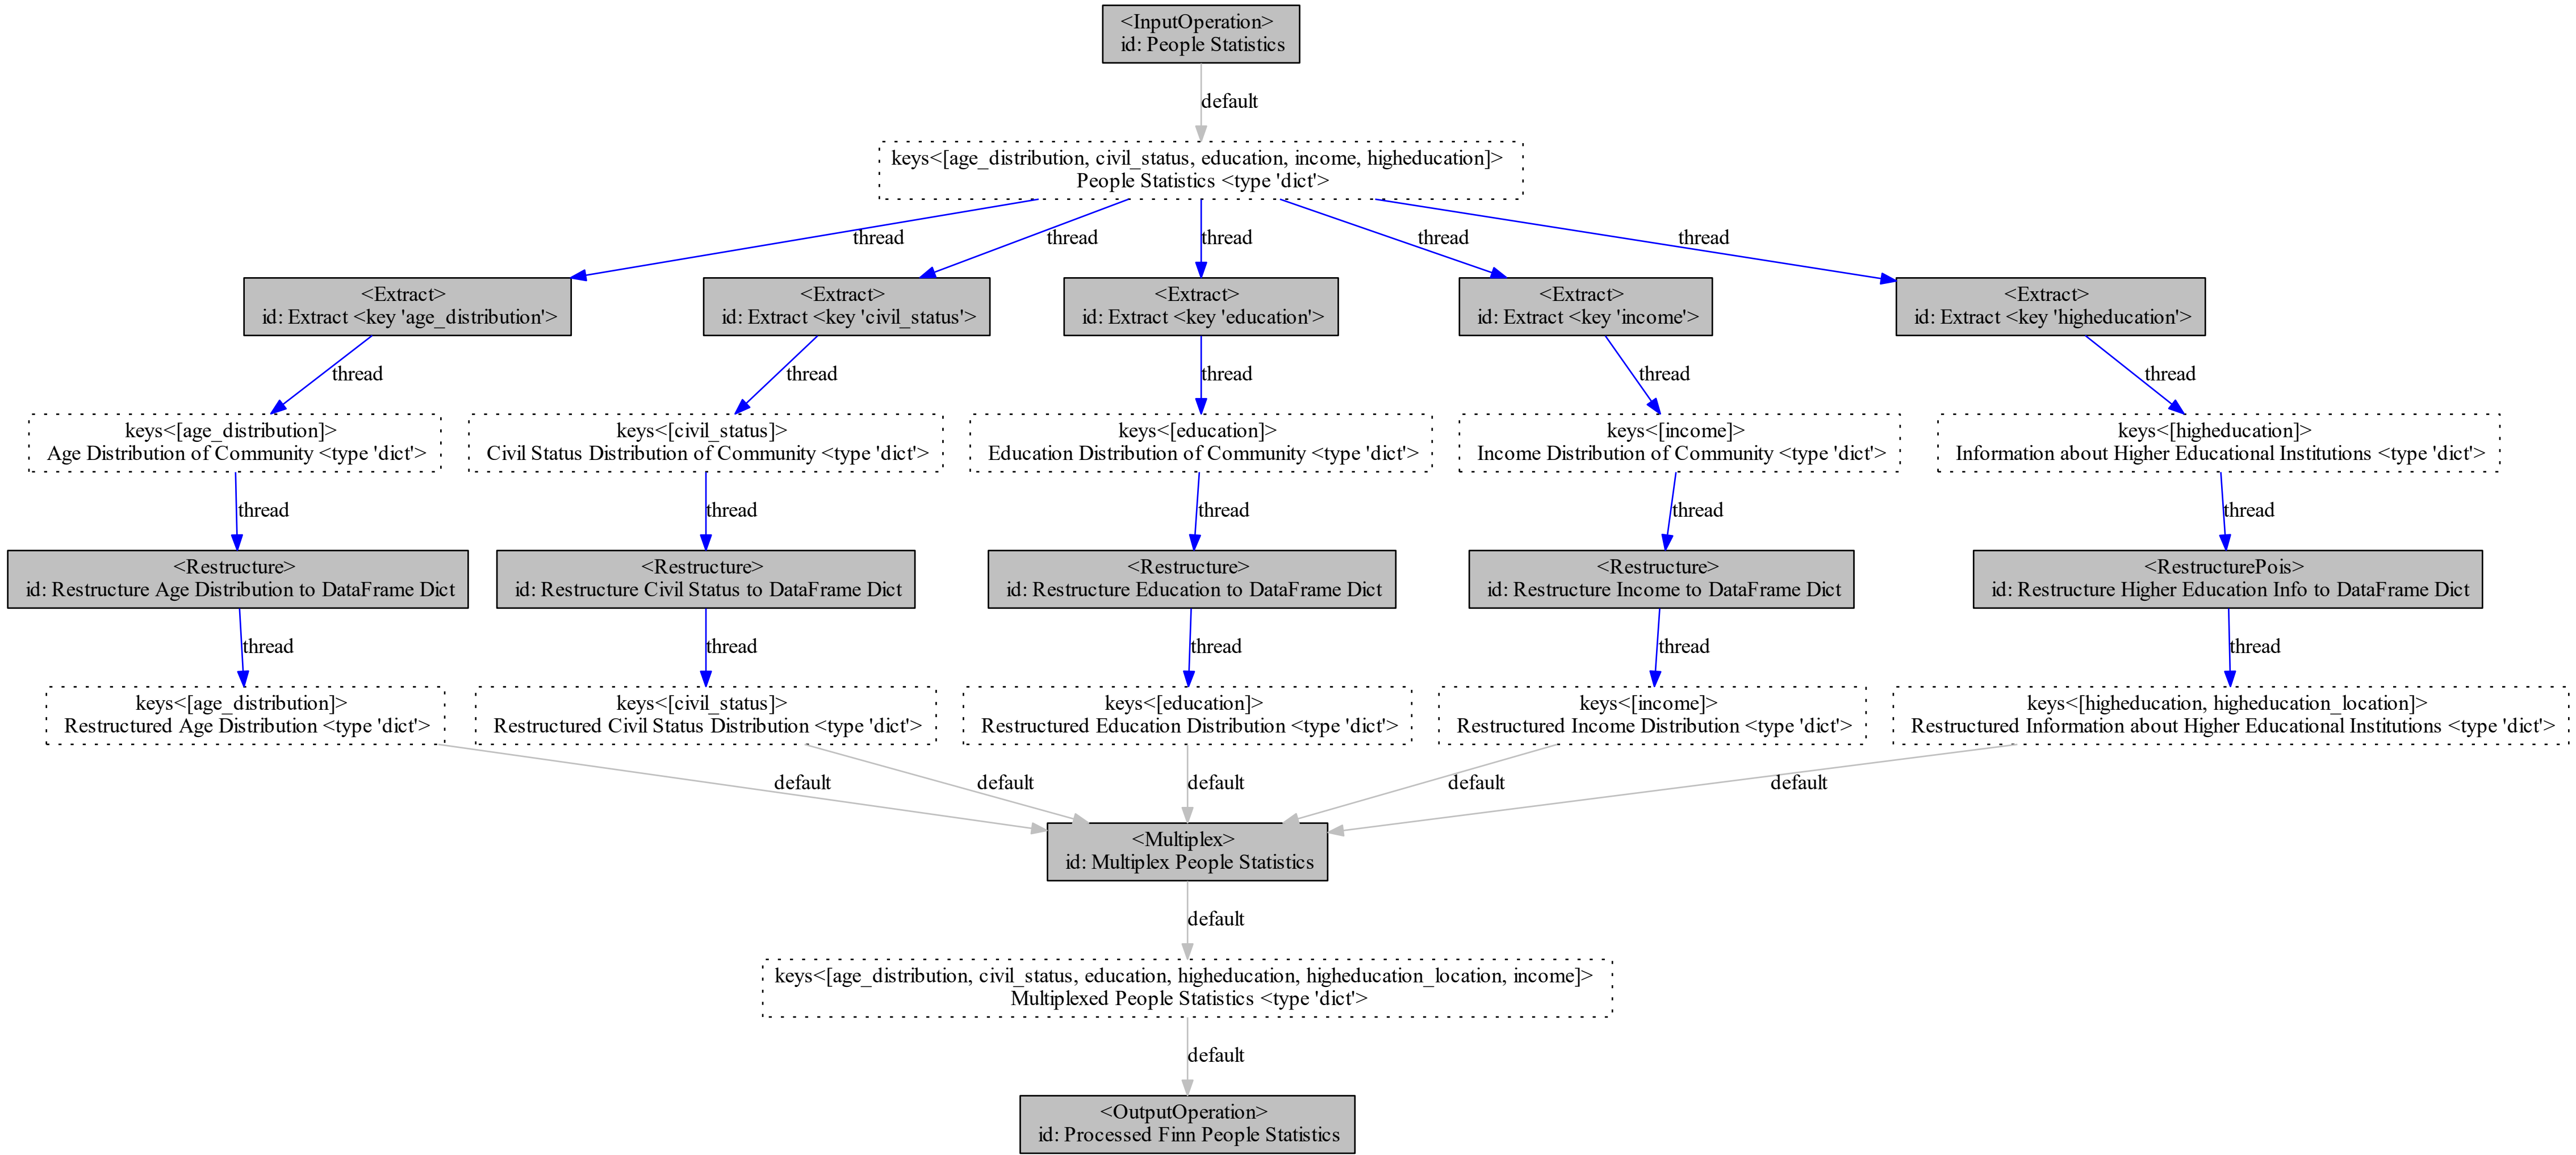 <InputOperation>
id: People Statistics
default
keys<[age_distribution, civil_status, education, income, higheducation]>
People Statistics <type 'dict'>
thread
thread
thread
thread
thread
<Extract>
id: Extract <key 'age_distribution'>
<Extract>
id: Extract <key 'civil_status'>
<Extract>
id: Extract <key 'education'>
<Extract>
id: Extract <key 'income'>
<Extract>
id: Extract <key 'higheducation'>
thread
thread
thread
thread
thread
keys<[age_distribution]>
Age Distribution of Community <type 'dict'>
keys<[civil_status]>
Civil Status Distribution of Community <type 'dict'>
keys<[education]>
Education Distribution of Community <type 'dict'>
keys<[income]>
Income Distribution of Community <type 'dict'>
keys<[higheducation]>
Information about Higher Educational Institutions <type 'dict'>
thread
thread
thread
thread
thread
<Restructure>
id: Restructure Age Distribution to DataFrame Dict
<Restructure>
id: Restructure Civil Status to DataFrame Dict
<Restructure>
id: Restructure Education to DataFrame Dict
<Restructure>
id: Restructure Income to DataFrame Dict
<RestructurePois>
id: Restructure Higher Education Info to DataFrame Dict
thread
thread
thread
thread
thread
keys<[age_distribution]>
Restructured Age Distribution <type 'dict'>
keys<[civil_status]>
Restructured Civil Status Distribution <type 'dict'>
keys<[education]>
Restructured Education Distribution <type 'dict'>
keys<[income]>
Restructured Income Distribution <type 'dict'>
keys<[higheducation, higheducation_location]>
Restructured Information about Higher Educational Institutions <type 'dict'>
default
default
default
default
default
<Multiplex>
id: Multiplex People Statistics
default
keys<[age_distribution, civil_status, education, higheducation, higheducation_location, income]>
Multiplexed People Statistics <type 'dict'>
default
<OutputOperation>
id: Processed Finn People Statistics